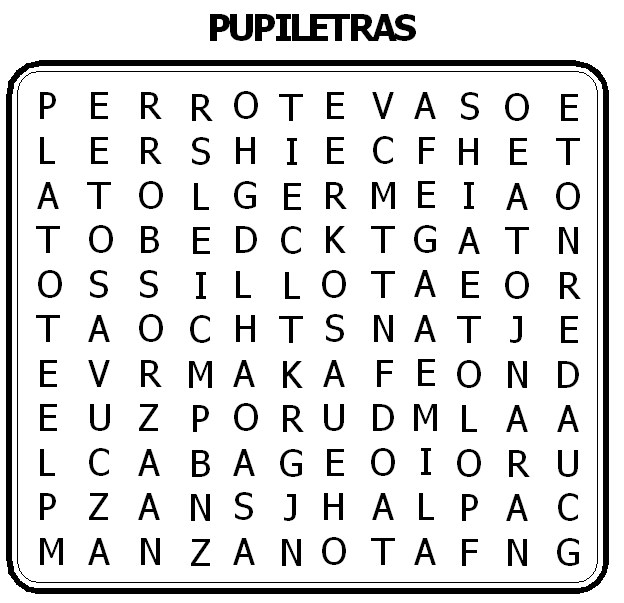 PUPILETRAS
P E R R O T E V A S O E
L E R S H I E C F H E T
A T O L G E R M E I A O
T O B E D C K T G A T N
O S S I L L O T A E O R
T A O C H T S N A T J E
E V R M A K A F E O N D
E U Z P O R U D M L A A
L C A B A G E O I O R U
P Z A N S J H A L P A C
M A N Z A N O T A F N G